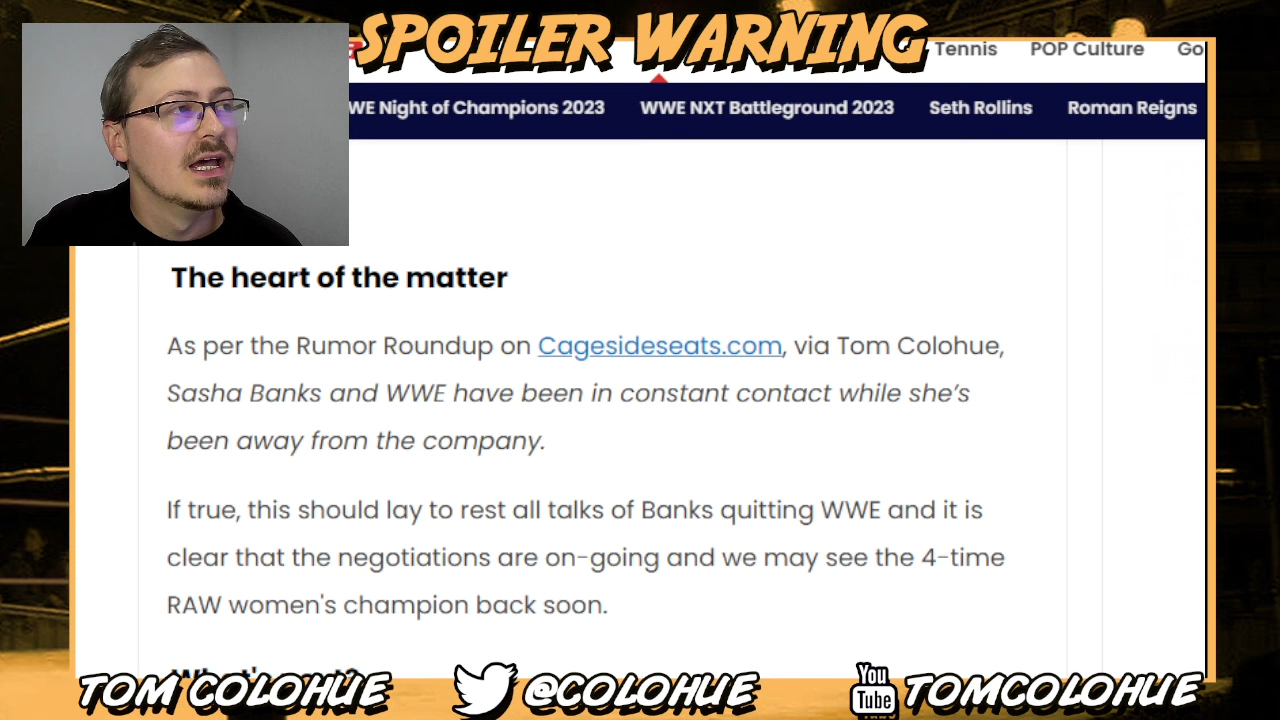 SPOILER WARNING
Tennis POP Culture Go
WE Night of Champions 2023 WWE NXT Battleground 2023 Seth Rollins Roman Reigns
The heart of the matter
As per the Rumor Roundup on Cagesideseats.com, via Tom Colohue,
Sasha Banks and WWE have been in constant contact while she’s
been away from the company.
If true, this should lay to rest all talks of Banks quitting WWE and it is
clear that the negotiations are on-going and we may see the 4-time
RAW women's champion back soon.
TOM COLOHUE @COLOHUE You Tube TOMCOLOHUE